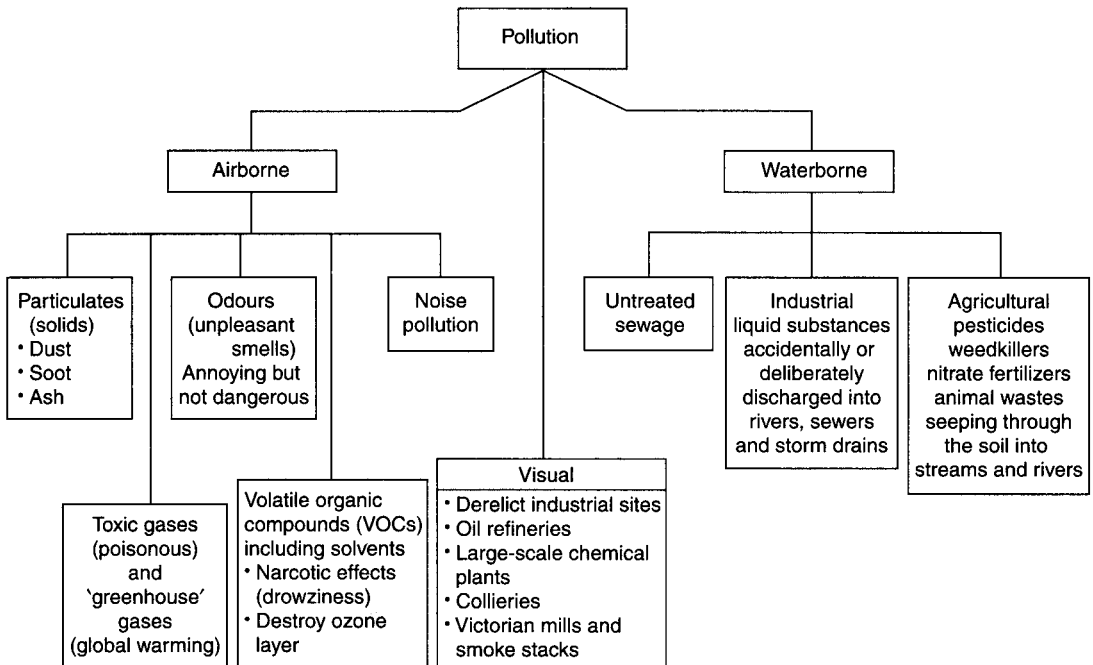 Pollution
Airborne
Waterborne
Particulates
(solids)
• Dust
• Soot
• Ash
Odours
(unpleasant
smells)
Annoying but
not dangerous
Noise
pollution
Untreated
sewage
Industrial
liquid substances
accidentally or
deliberately
discharged into
rivers, sewers
and storm drains
Agricultural
pesticides
weedkillers
nitrate fertilizers
animal wastes
seeping through
the soil into
streams and rivers
Toxic gases
(poisonous)
and
‵greenhouse′
gases
(global warming)
Volatile organic
compounds (VOCs)
including solvents
• Narcotic effects
(drowziness)
• Destroy ozone
layer
Visual
• Derelict industrial sites
• Oil refineries
• Large-scale chemical
plants
• Collieries
• Victorian mills and
smoke stacks